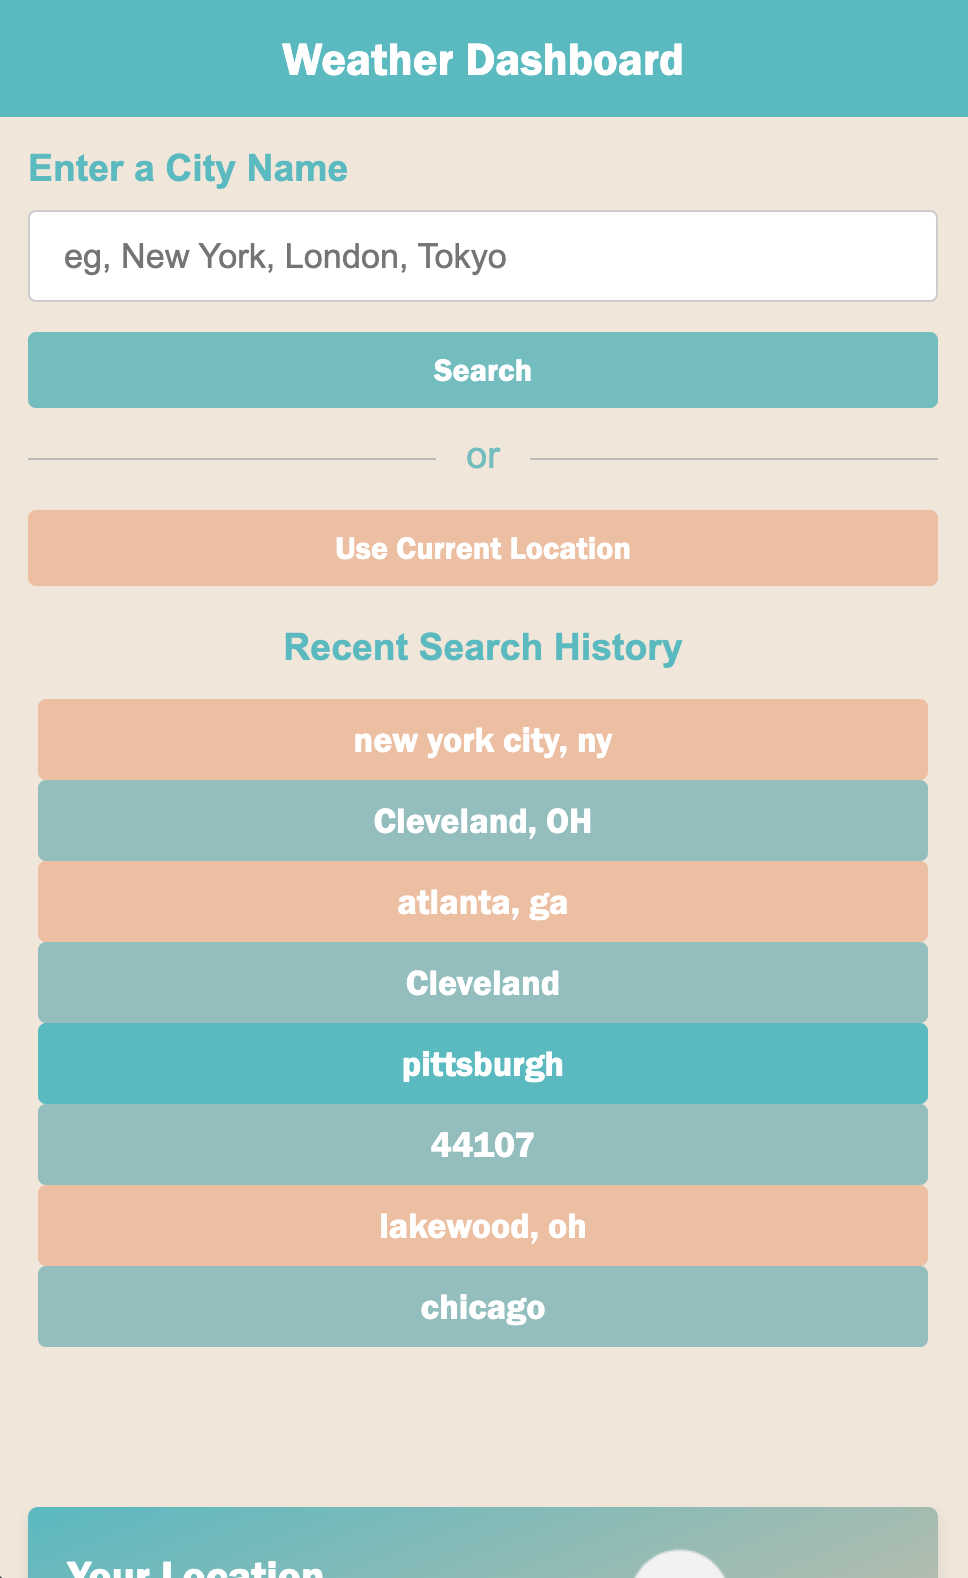 Weather Dashboard
Enter a City Name
eg, New York, London, Tokyo
Search
or
Use Current Location
Recent Search History
new york city, ny
Cleveland, OH
atlanta, ga
Cleveland
pittsburgh
44107
lakewood, oh
chicago
Your Location